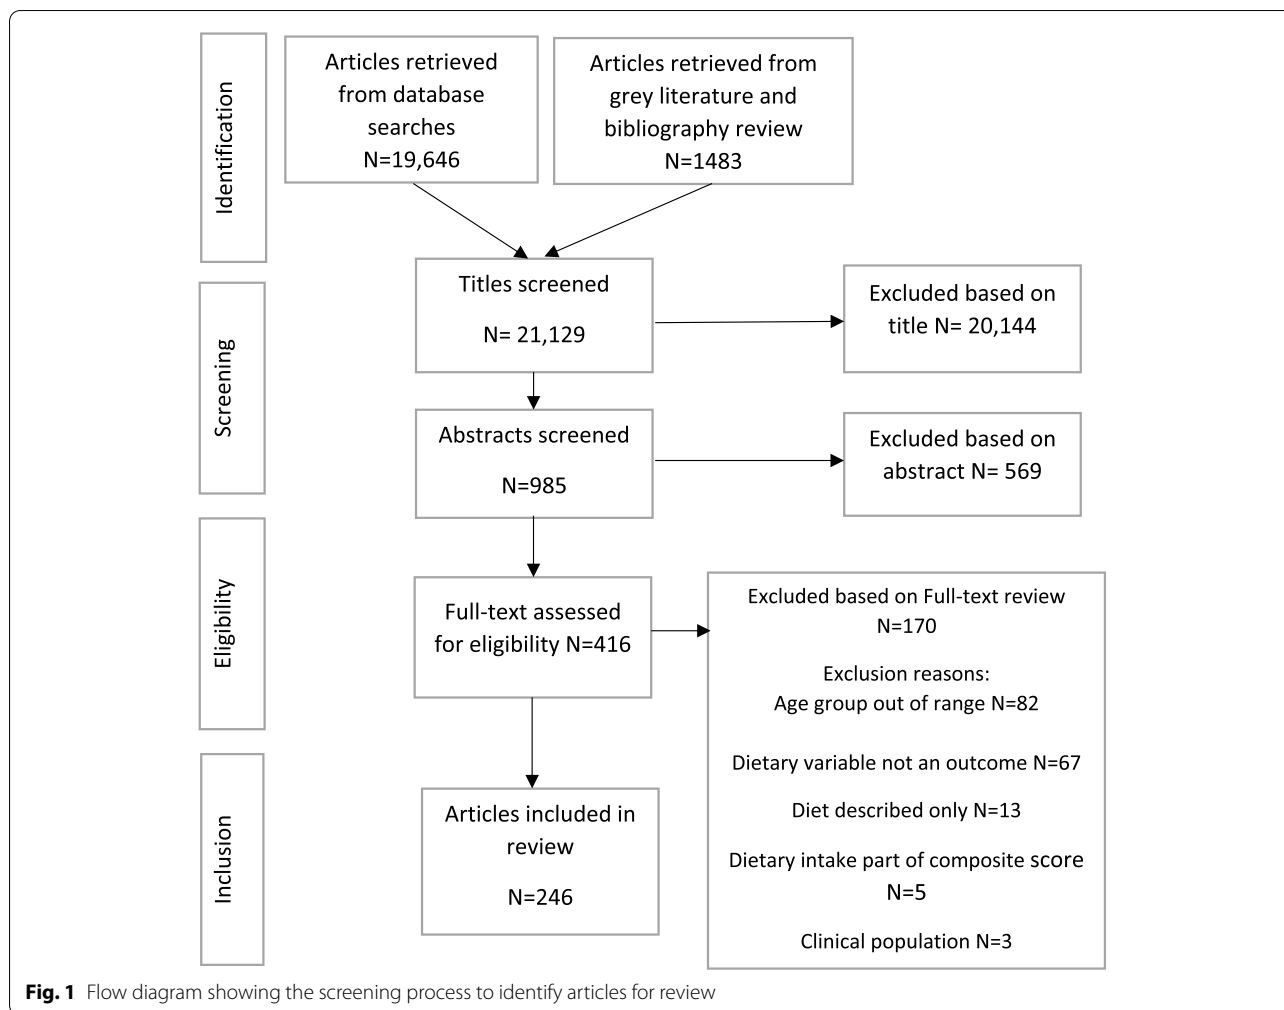 Identification
Articles retrieved
from database
searches
N=19,646
Articles retrieved from
grey literature and
bibliography review
N=1483
Screening
Titles screened
N= 21,129
Excluded based on
title N= 20,144
Abstracts screened
N=985
Excluded based on
abstract N= 569
Eligibility
Full-text assessed
for eligibility N=416
Excluded based on Full-text review
N=170
Exclusion reasons:
Age group out of range N=82
Dietary variable not an outcome N=67
Diet described only N=13
Dietary intake part of composite score
N=5
Clinical population N=3
Inclusion
Articles included in
review
N=246
Fig. 1 Flow diagram showing the screening process to identify articles for review